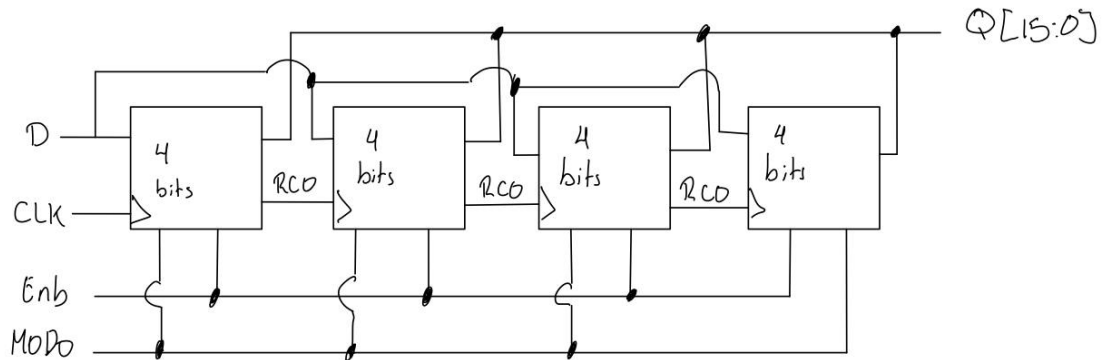 Q[15:0]
D
4
bits
4
bits
4
bits
4
bits
RCO
RCO
RCO
CLK
Enb
MODO